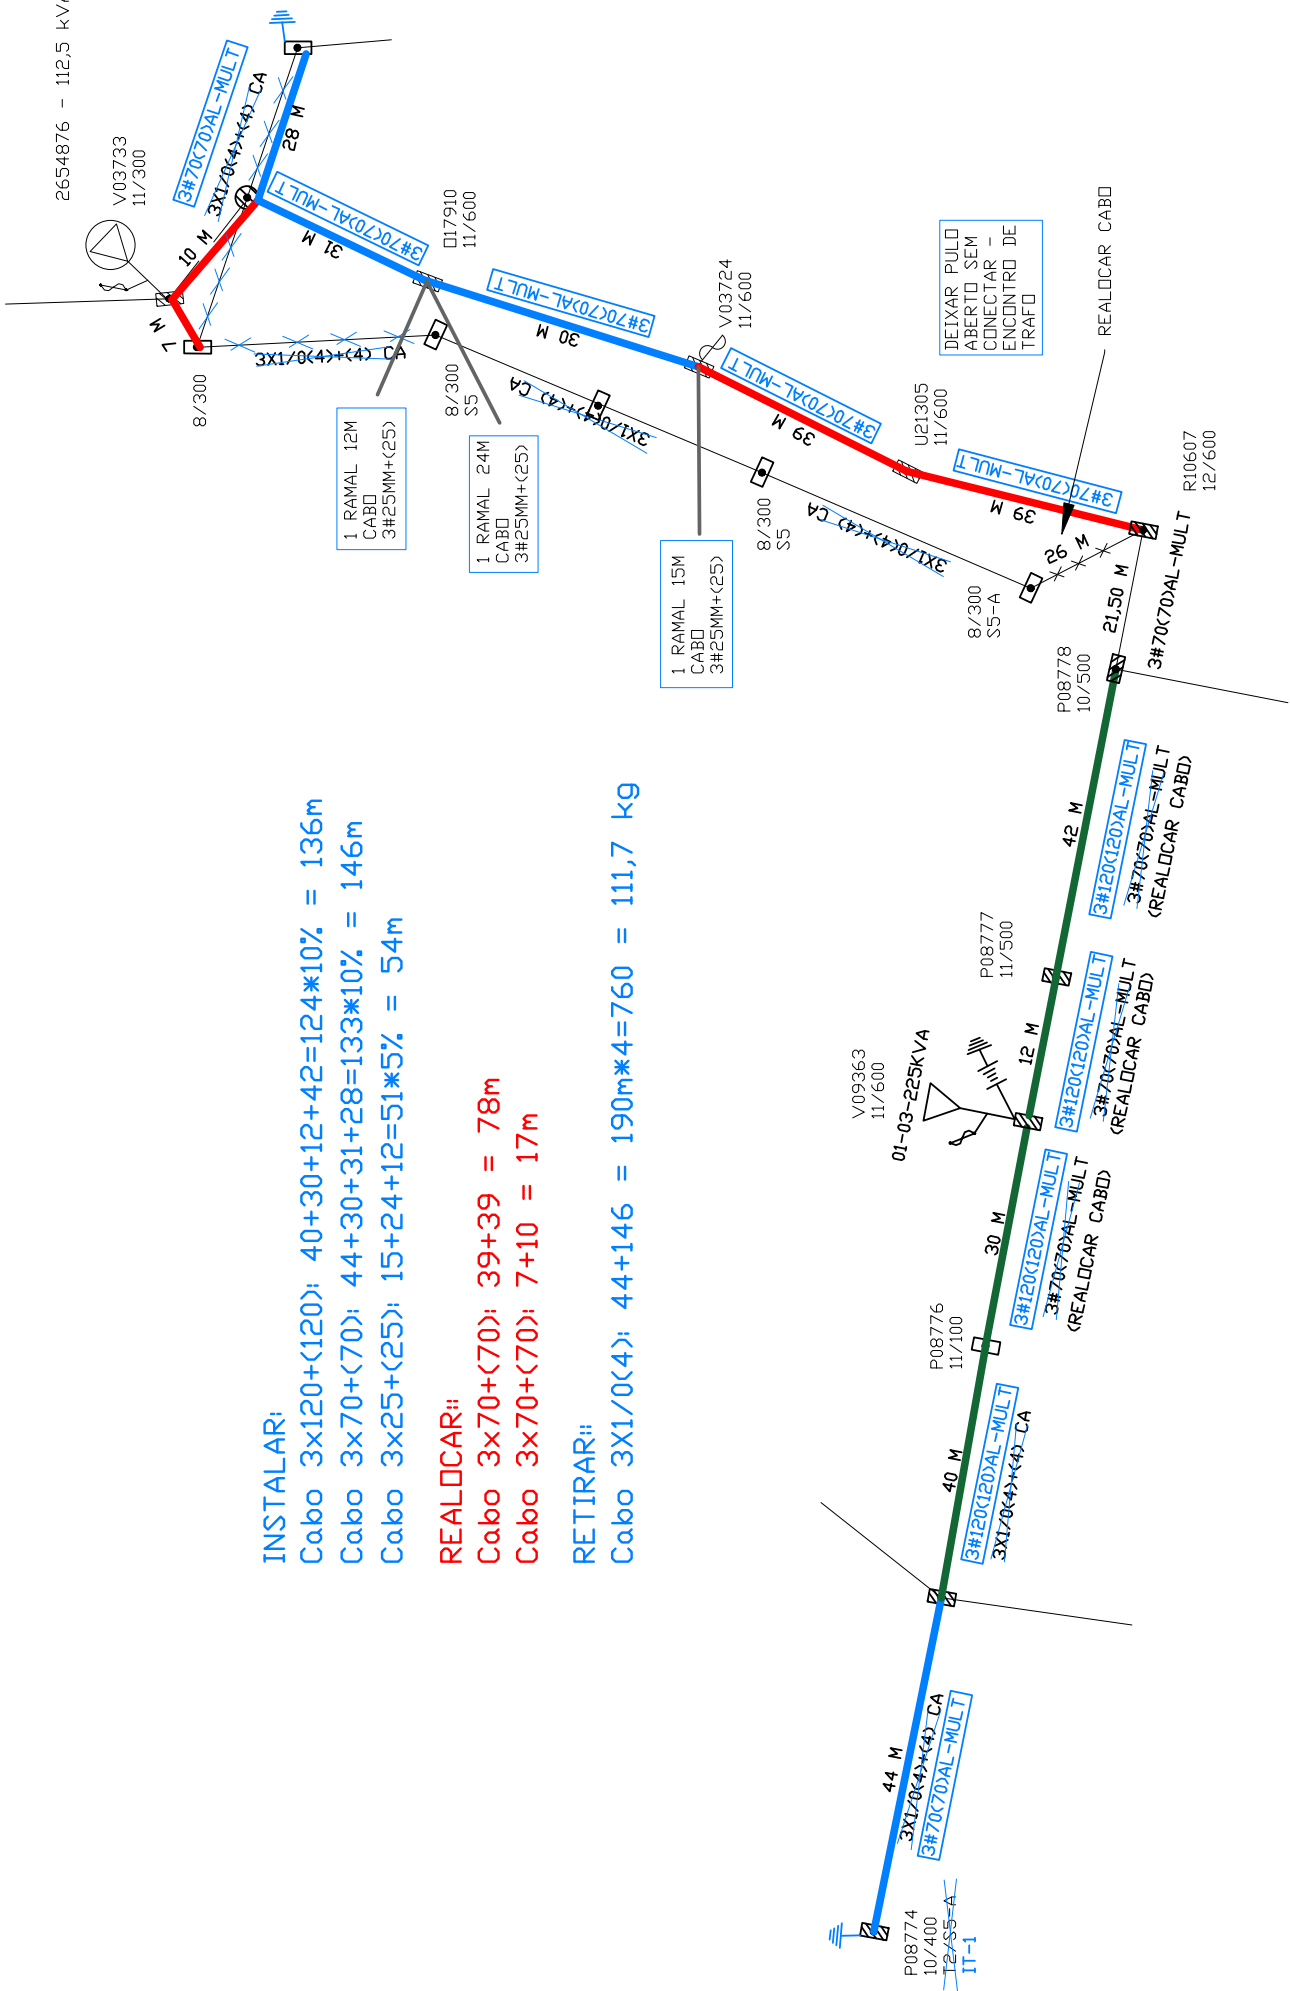 2654876 - 112,5 kV
V03733
11/300
3#70(70)AL-MULT
3X1/0(4)+(4) CA
28 M
10 M
7 M
8/300
3X1/0(4)+(4) CA
3#70(70)AL-MULT
31 M
□17910
11/600
3#70(70)AL-MULT
30 M
8/300
S5
3X1/0(4)+(4) CA
1 RAMAL 12M
CABO
3#25MM+(25)
1 RAMAL 24M
CABO
3#25MM+(25)
V03724
11/600
1 RAMAL 15M
CABO
3#25MM+(25)
3#70(70)AL-MULT
39 M
8/300
S5
3X1/0(4)+(4) CA
U21305
11/600
DEIXAR PULO
ABERTO SEM
CONECTAR -
ENCONTRO DE
TRAFO
REALOCAR CABO
3#70(70)AL-MULT
39 M
8/300
S5-A
26 M
R10607
12/600
21,50 M
3#70(70)AL-MULT
P08778
10/500
42 M
3#120(120)AL-MULT
3#70(70)AL-MULT
(REALOCAR CABO)
P08777
11/500
12 M
3#120(120)AL-MULT
3#70(70)AL-MULT
(REALOCAR CABO)
V09363
11/600
01-03-225KVA
30 M
3#120(120)AL-MULT
3#70(70)AL-MULT
(REALOCAR CABO)
P08776
11/100
40 M
3#120(120)AL-MULT
3X1/0(4)+(4) CA
44 M
3X1/0(4)+(4) CA
3#70(70)AL-MULT
P08774
10/400
T2/S5-A
IT-1
INSTALAR:
Cabo 3x120+(120): 40+30+12+42=124*10% = 136m
Cabo 3x70+(70): 44+30+31+28=133*10% = 146m
Cabo 3x25+(25): 15+24+12=51*5% = 54m
REALOCAR::
Cabo 3x70+(70): 39+39 = 78m
Cabo 3x70+(70): 7+10 = 17m
RETIRAR::
Cabo 3X1/0(4): 44+146 = 190m*4=760 = 111,7 kg